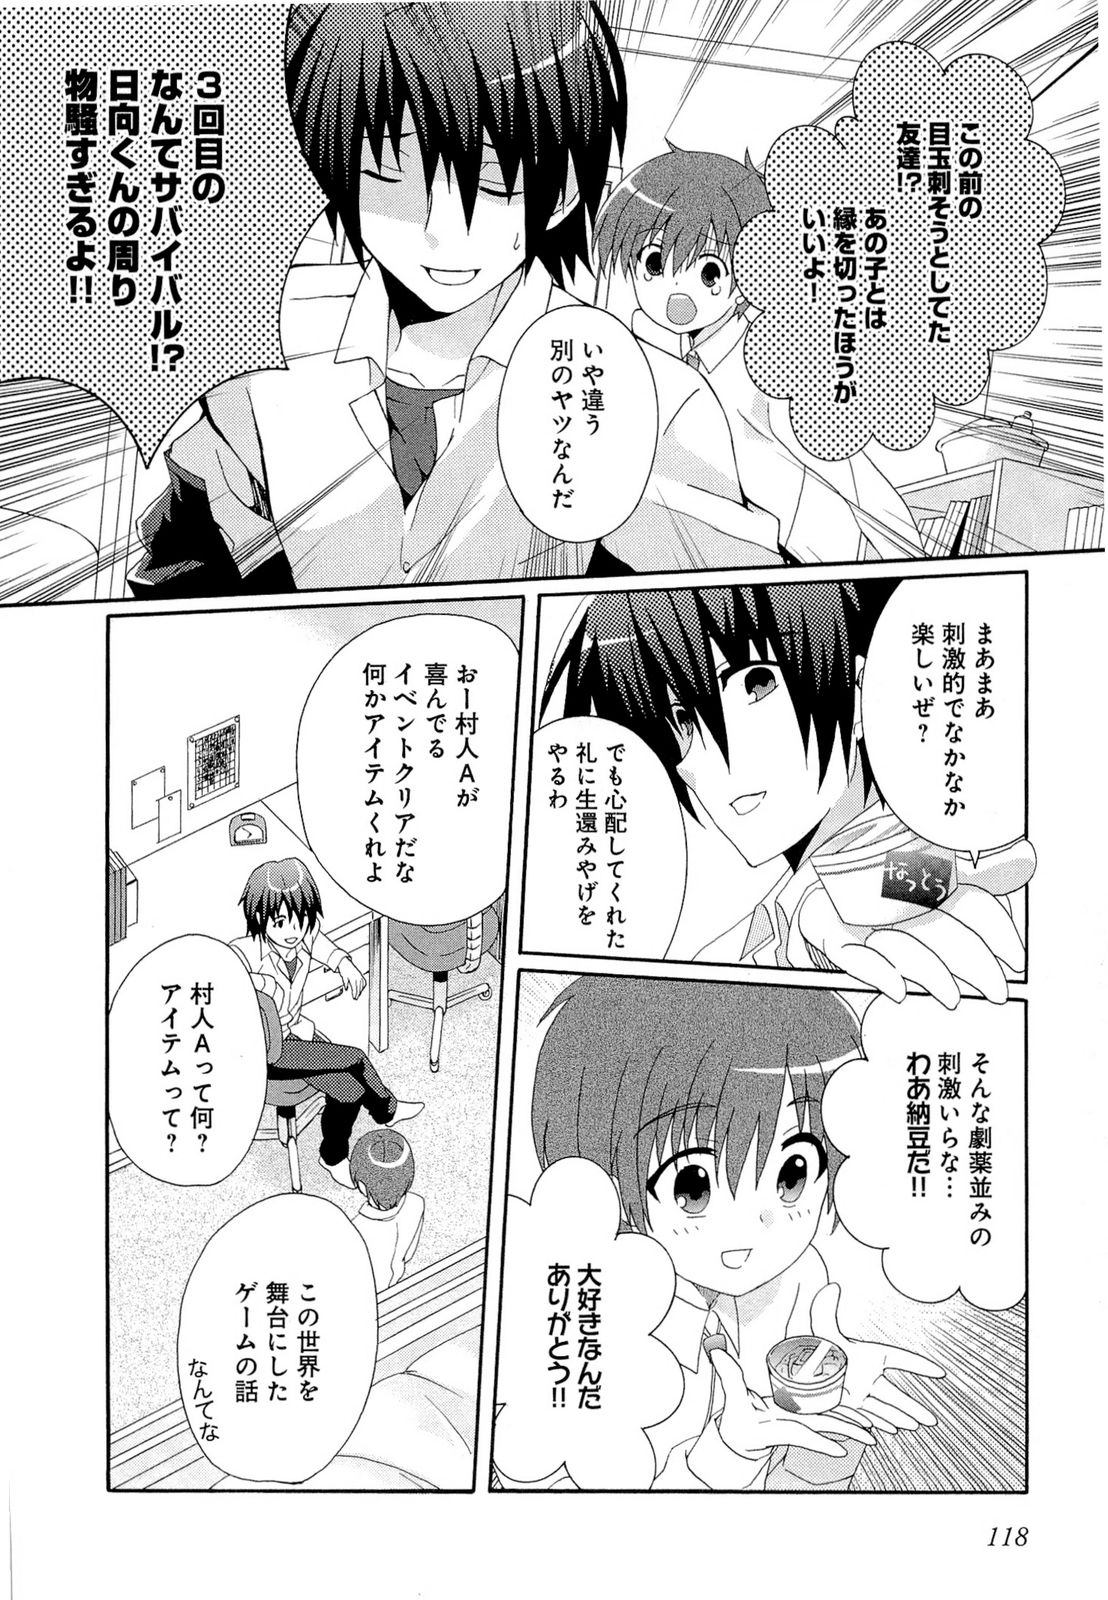 この前の
目玉刺そうとしてた
友達!?
あの子とは
縁を切ったほうが
いいよ！
いや違う
別のヤツなんだ
３回目の
なんてサバイバル!?
日向くんの周り
物騒すぎるよ!!
まあまあ
刺激的でなかなか
楽しいぜ？
なっとう
でも心配してくれた
礼に生還みやげを
やるわ
そんな劇薬並みの
刺激いらな…
わあ納豆だ!!
大好きなんだ
ありがとう!!
おー村人Ａが
喜んでる
イベントクリアだな
何かアイテムくれよ
村人Ａって何？
アイテムって？
この世界を
舞台にした
ゲームの話
なんてな
118